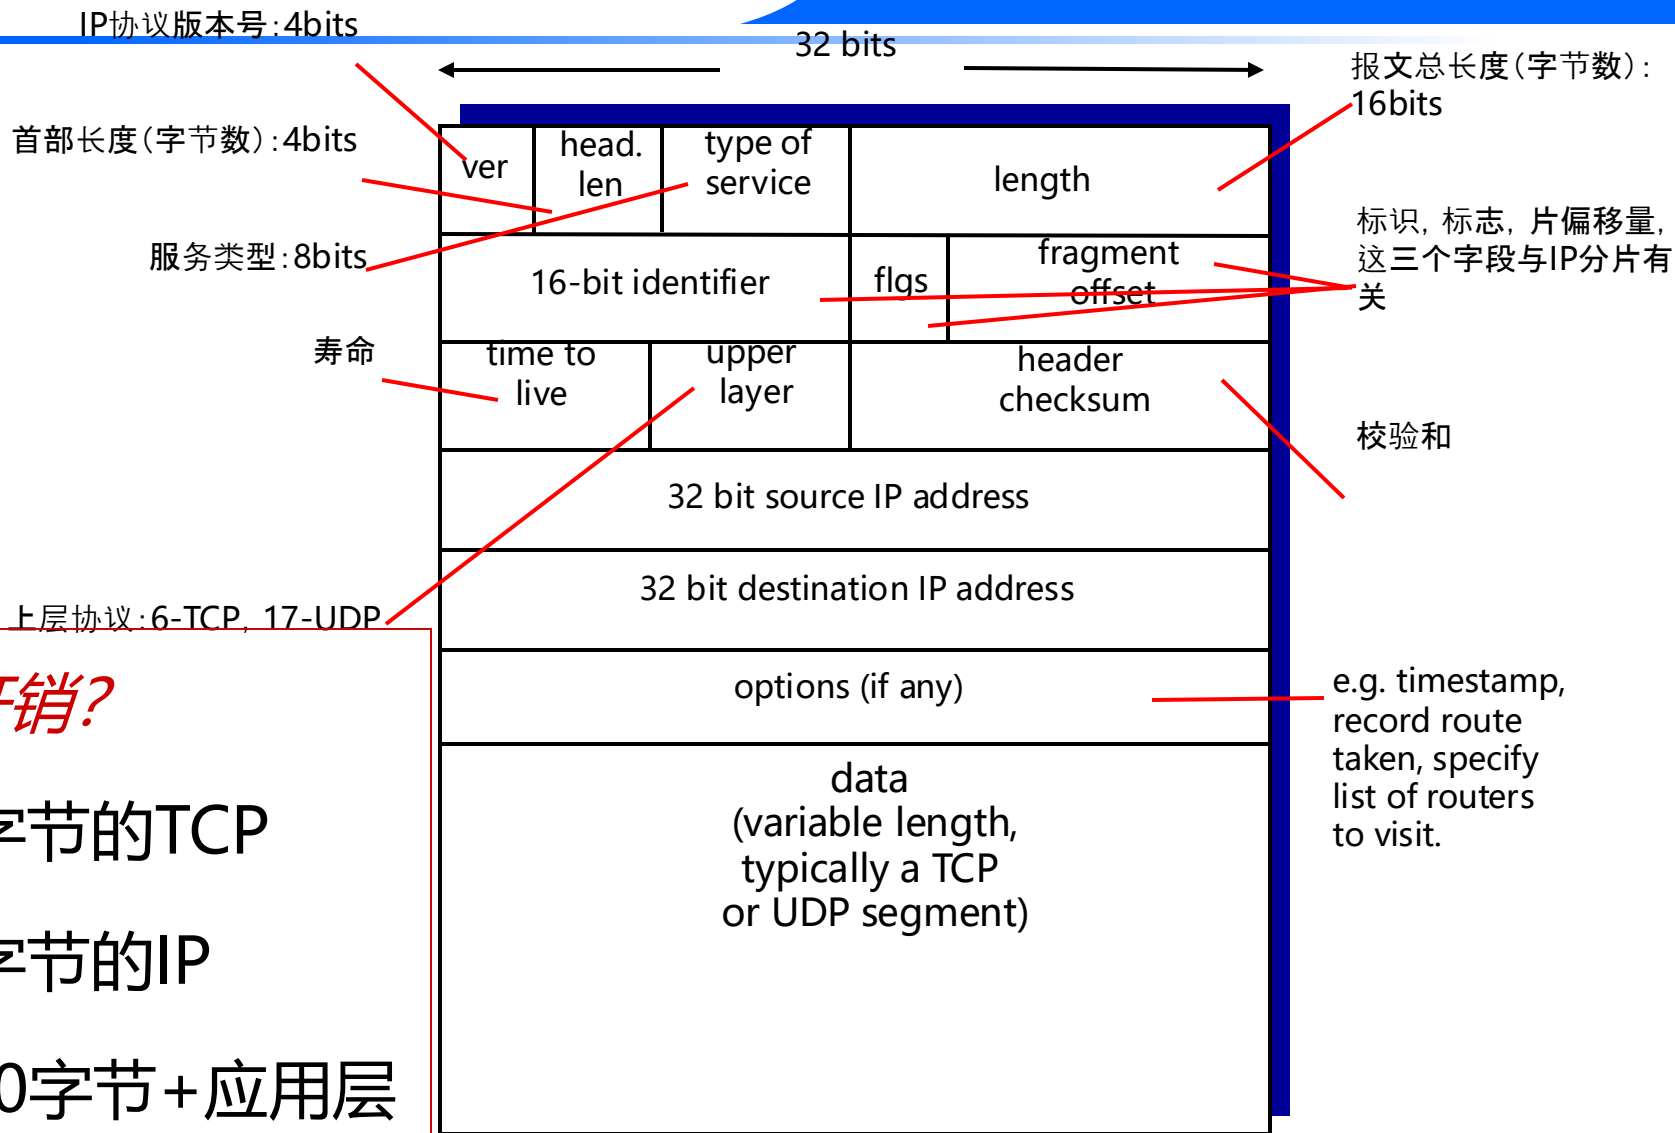 IP协议版本号：4bits
32 bits
报文总长度（字节数）：
16bits
首部长度（字节数）：4bits
ver
head.
len
type of
service
length
服务类型：8bits
标识，标志，片偏移量，
这三个字段与IP分片有
关
16-bit identifier
flgs
fragment
offset
寿命
time to
live
upper
layer
header
checksum
校验和
32 bit source IP address
32 bit destination IP address
上层协议：6-TCP，17-UDP
options (if any)
e.g. timestamp,
record route
taken, specify
list of routers
to visit.
data
(variable length,
typically a TCP
or UDP segment)
销？
字节的TCP
字节的IP
0字节+应用层